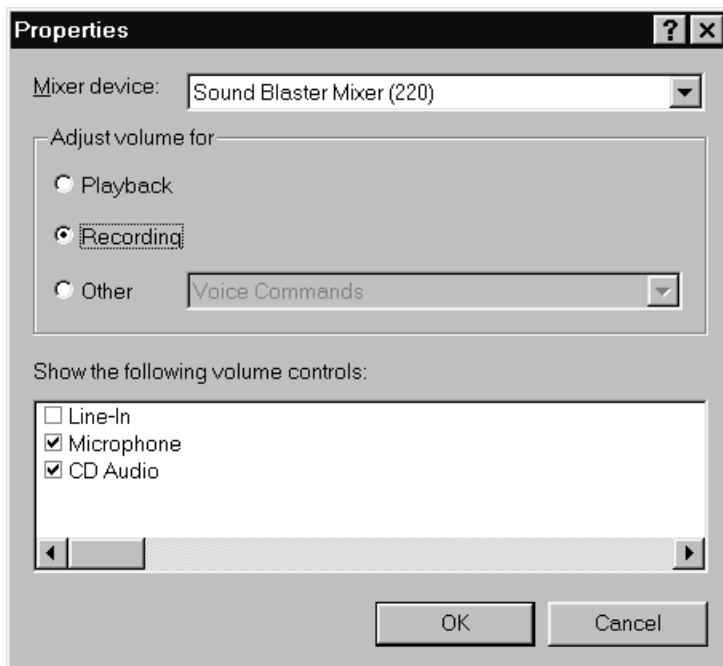 Properties
Mixer device: Sound Blaster Mixer (220)
Adjust volume for
Playback
Recording
Other Voice Commands
Show the following volume controls:
Line-In
Microphone
CD Audio
OK Cancel